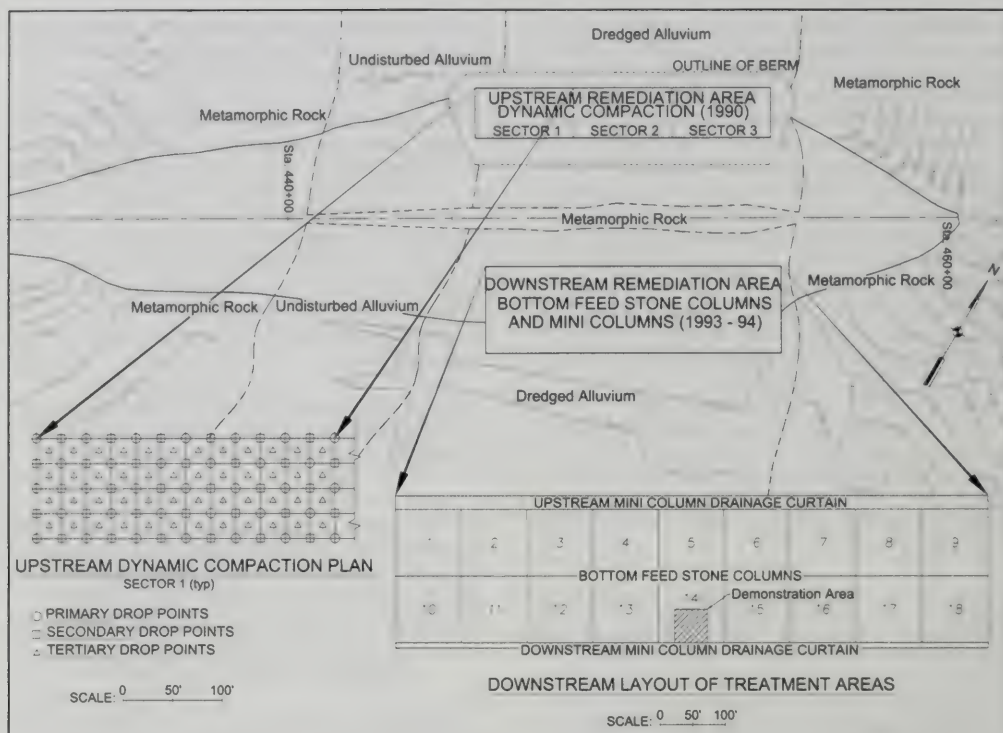 Dredged Alluvium
Undisturbed Alluvium
OUTLINE OF BERM
Metamorphic Rock
UPSTREAM REMEDIATION AREA
DYNAMIC COMPACTION (1990)
SECTOR 1 SECTOR 2 SECTOR 3
Metamorphic Rock
Sta. 440+00
Metamorphic Rock
Sta. 460+00
N
DOWNSTREAM REMEDIATION AREA
BOTTOM FEED STONE COLUMNS
AND MINI COLUMNS (1993 - 94)
Metamorphic Rock
Metamorphic Rock
Undisturbed Alluvium
Dredged Alluvium
UPSTREAM DYNAMIC COMPACTION PLAN
SECTOR 1 (typ)
PRIMARY DROP POINTS
SECONDARY DROP POINTS
TERTIARY DROP POINTS
SCALE: 0 50' 100'
UPSTREAM MINI COLUMN DRAINAGE CURTAIN
1 2 3 4 5 6 7 8 9
BOTTOM FEED STONE COLUMNS
10 11 12 13 14 15 16 17 18
Demonstration Area
DOWNSTREAM MINI COLUMN DRAINAGE CURTAIN
DOWNSTREAM LAYOUT OF TREATMENT AREAS
SCALE: 0 50' 100'